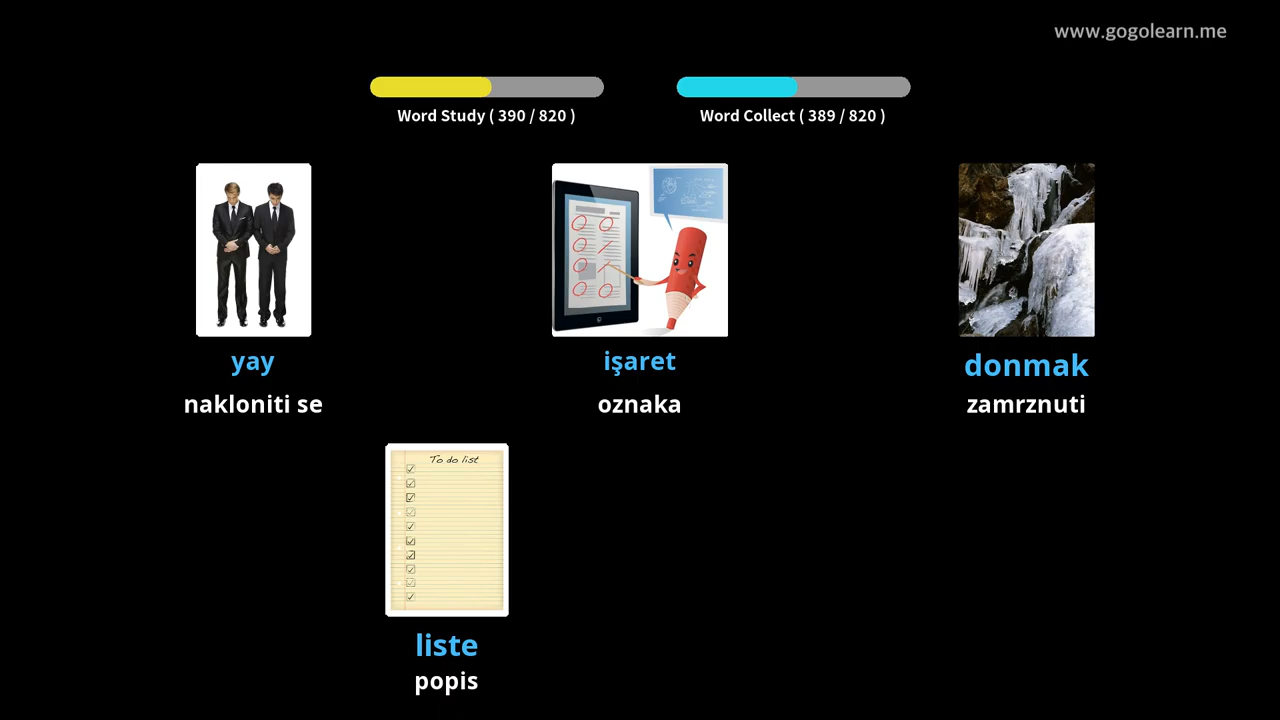 www.gogolearn.me
Word Study ( 390 / 820 )
Word Collect ( 389 / 820 )
yay
nakloniti se
işaret
oznaka
donmak
zamrznuti
To do list
liste
popis